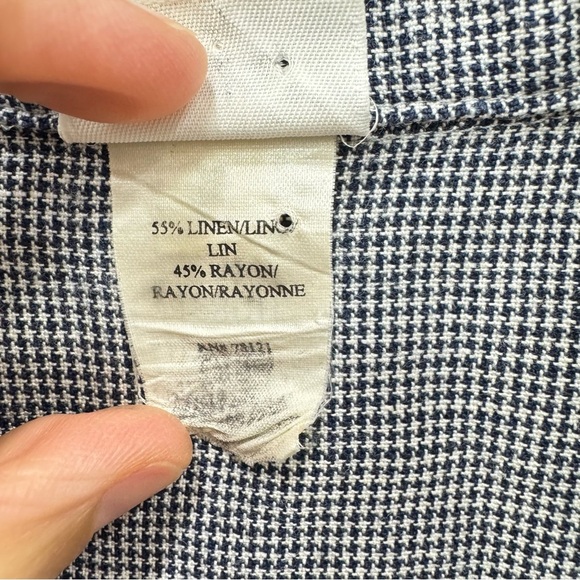 55% LINEN/LINO/
LIN
45% RAYON/
RAYON/RAYONNE
RN# 78121